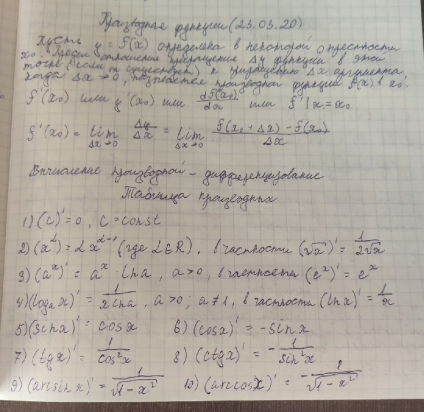 Производные функции (23.03.20)
Пусть y = f(x) определена в некоторой окрестности
x₀. Предел отношения приращения Δy функции в этой
точке (если он существует) к приращению Δx аргумента,
когда Δx → 0, называется производной функции f(x) в x₀.
f'(x₀) или y'(x₀) или df(x₀)/dx или f'|x=x₀
f'(x₀) = lim Δx→0 Δy/Δx = lim Δx→0 (f(x₀ + Δx) - f(x₀))/Δx
Вычисление производной - дифференцирование
Таблица производных
1) (c)' = 0, c = const
2) (x^α)' = αx^(α-1) (где α∈R), в частности (√x)' = 1/(2√x)
3) (a^x)' = a^x · ln a, a > 0, в частности (e^x)' = e^x
4) (logₐ x)' = 1/(x ln a), a > 0; a ≠ 1, в частности (ln x)' = 1/x
5) (sin x)' = cos x 6) (cos x)' = -sin x
7) (tg x)' = 1/cos²x 8) (ctg x)' = -1/sin²x
9) (arcsin x)' = 1/√(1-x²) 10) (arccos x)' = -1/√(1-x²)